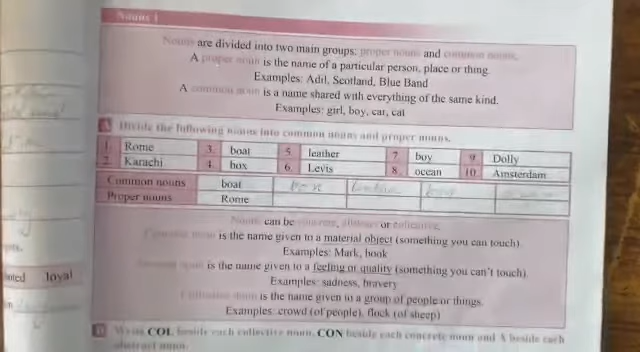 Nouns 1
Nouns are divided into two main groups: proper nouns and common nouns.
A proper noun is the name of a particular person, place or thing.
Examples: Adil, Scotland, Blue Band
A common noun is a name shared with everything of the same kind.
Examples: girl, boy, car, cat
A Divide the following nouns into common nouns and proper nouns.
1. Rome 3. boat 5. leather 7. boy 9. Dolly
2. Karachi 4. box 6. Levis 8. ocean 10. Amsterdam
Common nouns boat box leather boy
Proper nouns Rome
Nouns can be concrete, abstract or collective.
Concrete noun is the name given to a material object (something you can touch).
Examples: Mark, book
Abstract noun is the name given to a feeling or quality (something you can't touch).
Examples: sadness, bravery
Collective noun is the name given to a group of people or things.
Examples: crowd (of people), flock (of sheep)
loyal
B Write COL beside each collective noun, CON beside each concrete noun and A beside each
abstract noun.